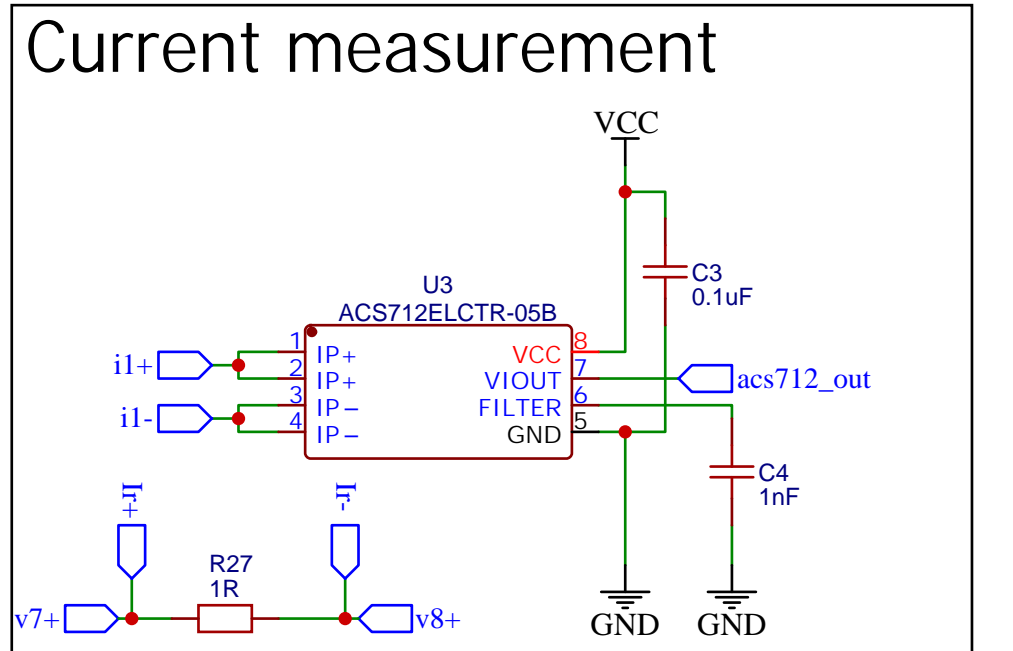 Current measurement
VCC
C3
0.1uF
U3
ACS712ELCTR-05B
1
IP+
VCC
8
i1+
2
IP+
VIOUT
7
acs712_out
3
IP−
FILTER
6
i1-
4
IP−
GND
5
C4
1nF
Ir+
Ir-
R27
1R
v7+
v8+
GND
GND